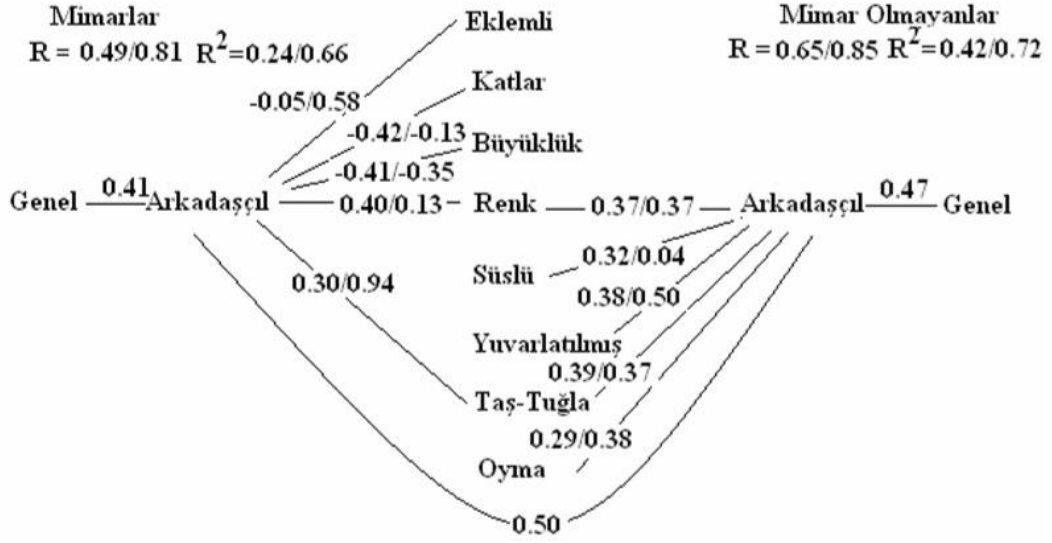 Mimarlar
R = 0.49/0.81 R²=0.24/0.66
Mimar Olmayanlar
R = 0.65/0.85 R²=0.42/0.72
Eklemli
-0.05/0.58
Katlar
-0.42/-0.13
Büyüklük
-0.41/-0.35
Genel 0.41 Arkadaşçıl 0.40/0.13 Renk 0.37/0.37 Arkadaşçıl 0.47 Genel
0.32/0.04
Süslü
0.30/0.94
0.38/0.50
Yuvarlatılmış
0.39/0.37
Taş-Tuğla
0.29/0.38
Oyma
0.50